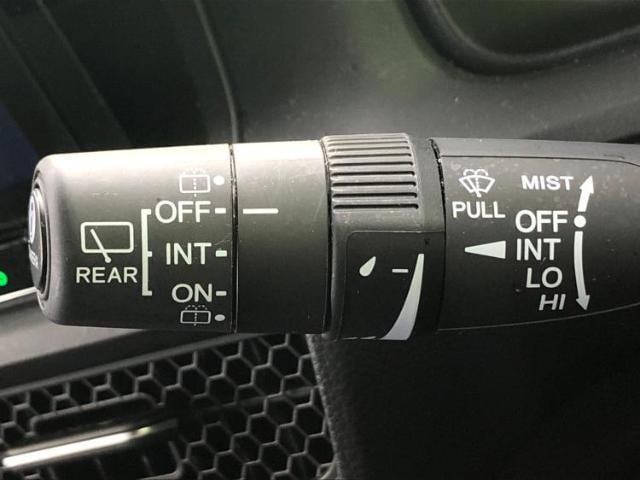 OFF
INT
ON
REAR
PULL
MIST
OFF
INT
LO
HI